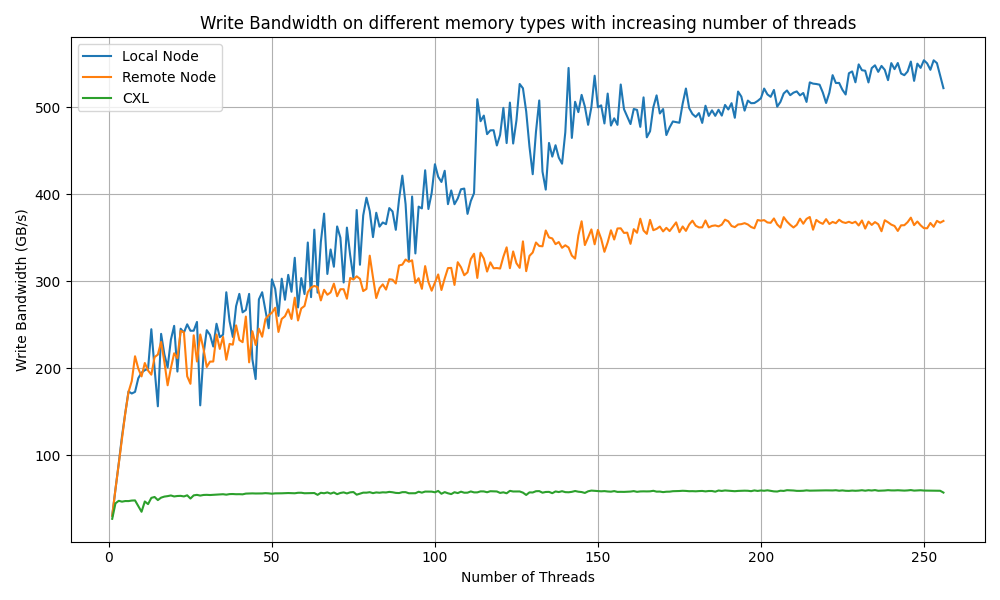 Write Bandwidth on different memory types with increasing number of threads
Local Node
Remote Node
CXL
Write Bandwidth (GB/s)
500
400
300
200
100
0
50
100
150
200
250
Number of Threads